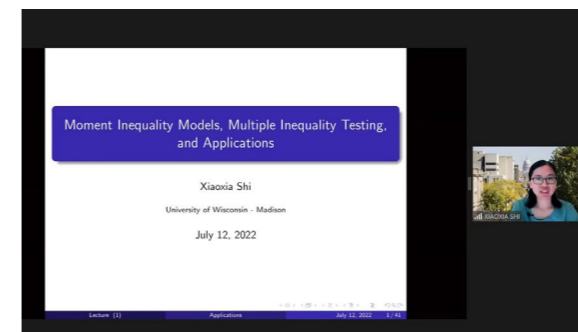 Moment Inequality Models, Multiple Inequality Testing,
and Applications
Xiaoxia Shi
University of Wisconsin - Madison
July 12, 2022
XIAOXIA SHI
Lecture (1) Applications July 12, 2022 1 / 41